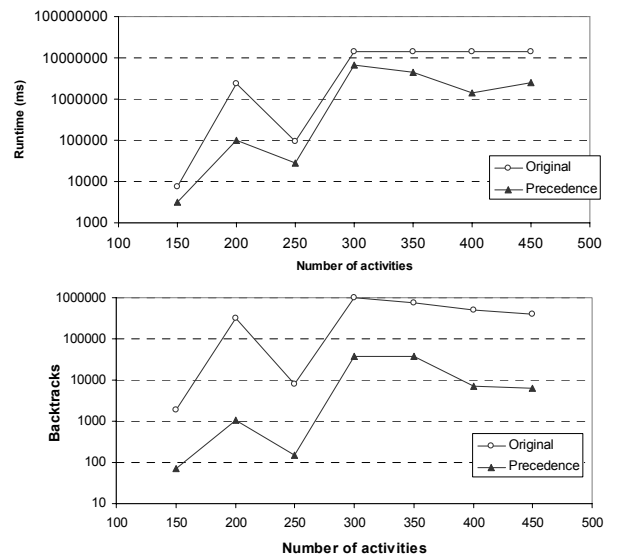 100000000
10000000
1000000
100000
10000
1000
Runtime (ms)
100 150 200 250 300 350 400 450 500
Number of activities
Original
Precedence
1000000
100000
10000
1000
100
10
Backtracks
100 150 200 250 300 350 400 450 500
Number of activities
Original
Precedence